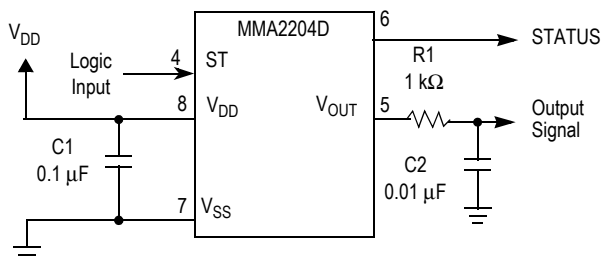 MMA2204D
6
STATUS
V_DD
Logic
Input
4
ST
R1
1 kΩ
8
V_DD
V_OUT
5
Output
Signal
C1
0.1 μF
C2
0.01 μF
7
V_SS